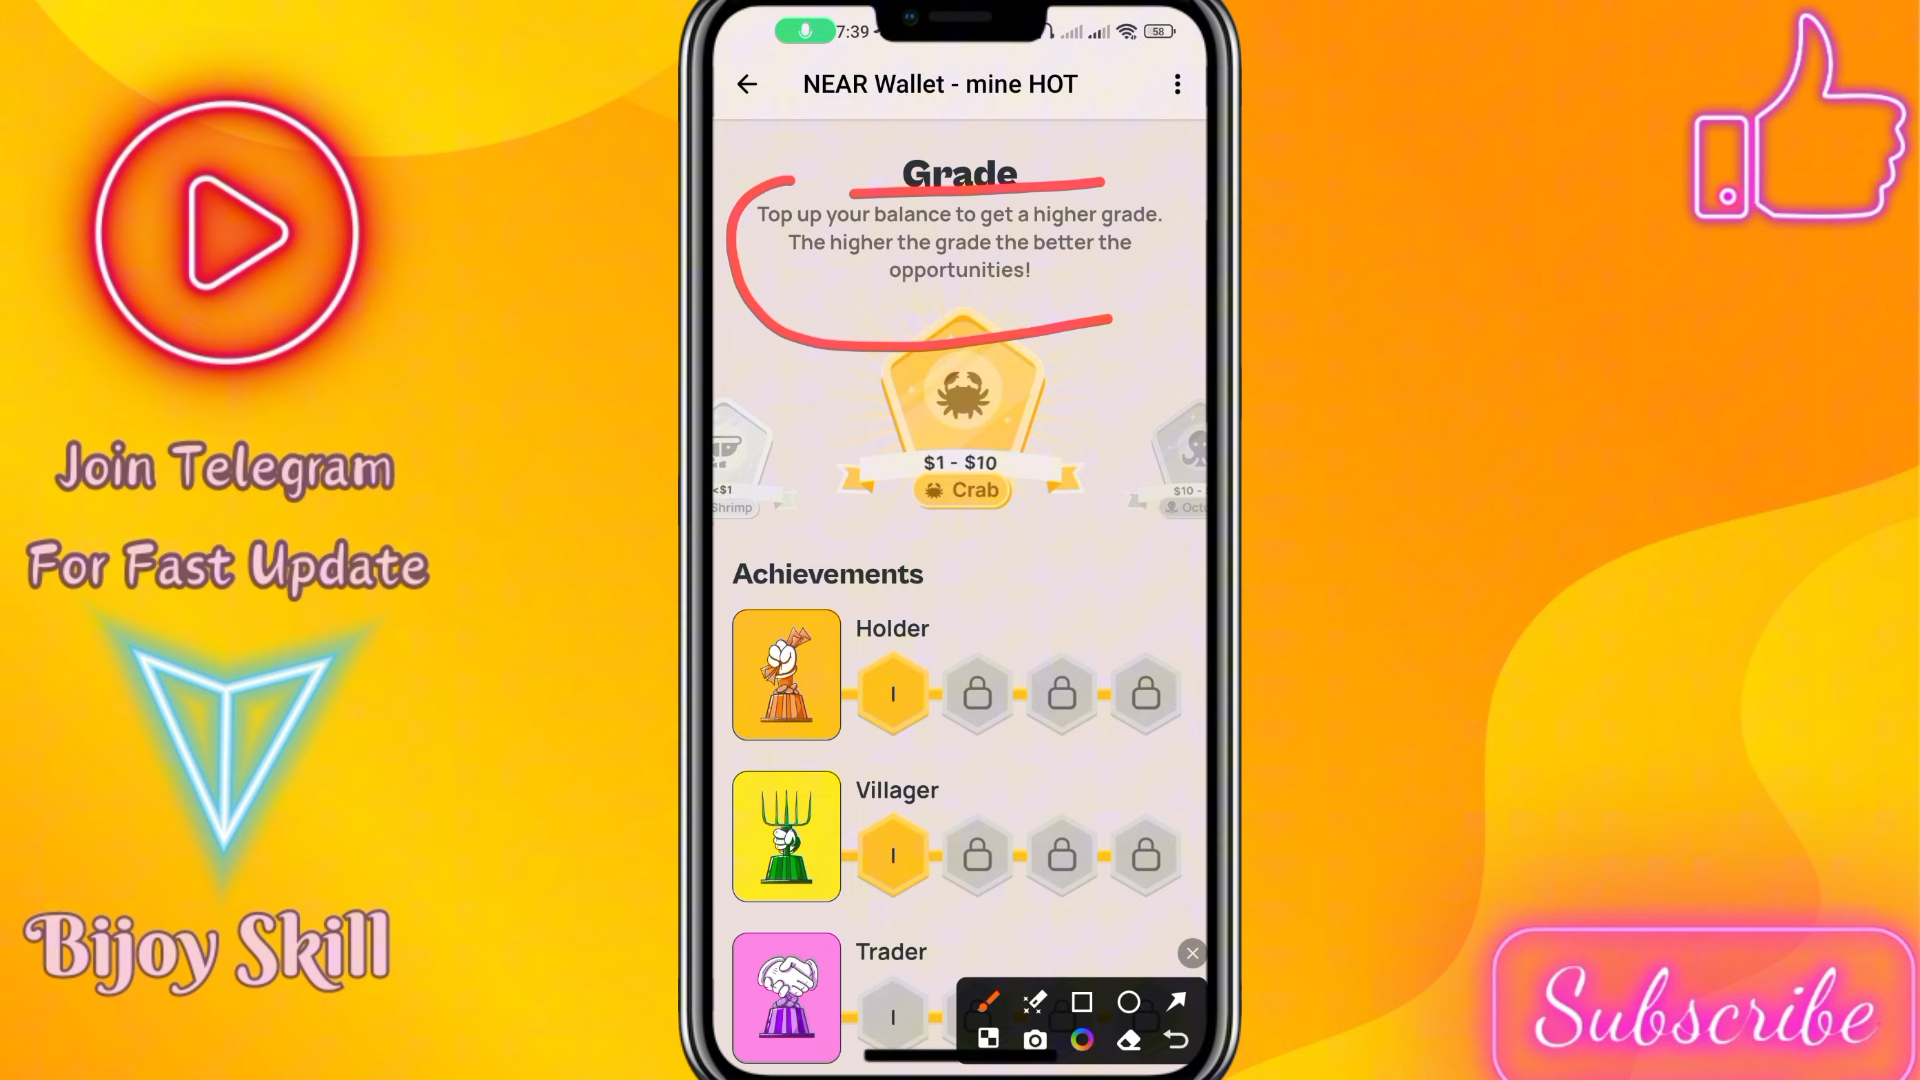 7:39
58
NEAR Wallet - mine HOT
Grade
Top up your balance to get a higher grade.
The higher the grade the better the
opportunities!
<$1
Shrimp
$1 - $10
Crab
$10 -
Octo
Achievements
Holder
I
Villager
I
Trader
I
Join Telegram
For Fast Update
Bijoy Skill
Subscribe